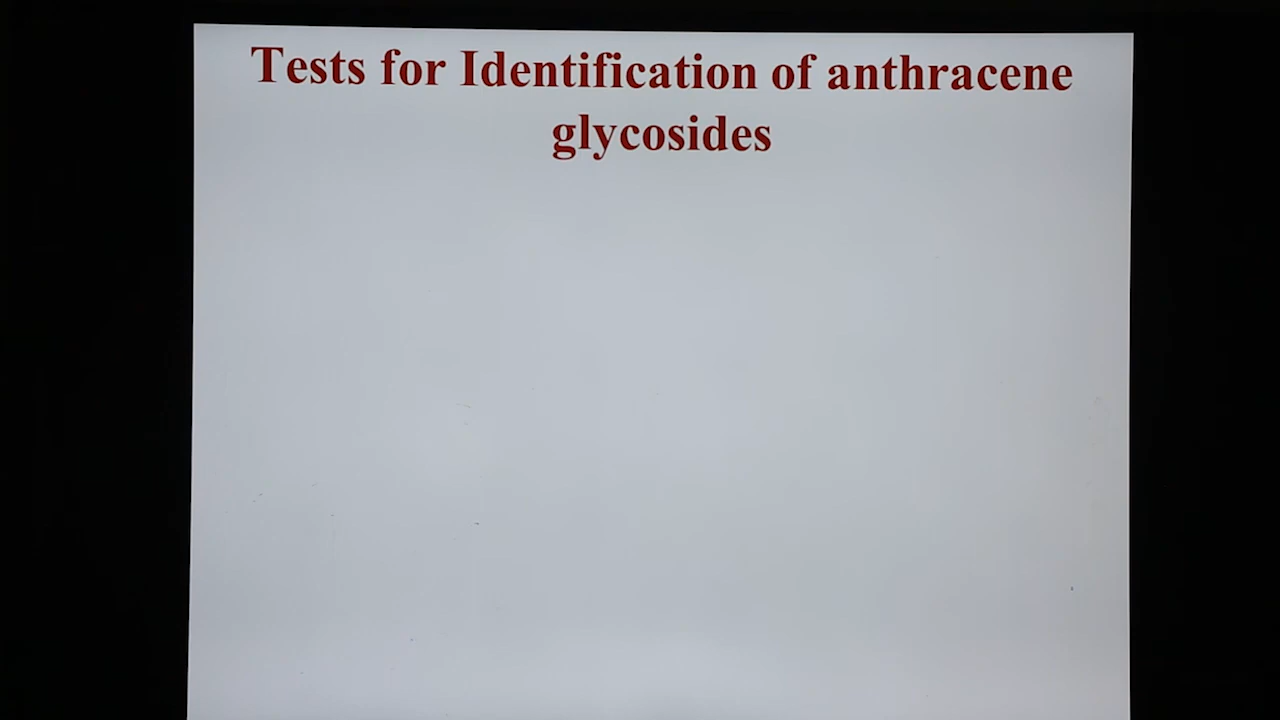 Tests for Identification of anthracene
glycosides